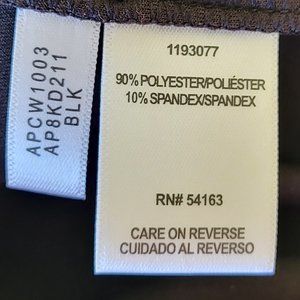 APCW1003
AP8KD211
BLK
1193077
90% POLYESTER/POLIÉSTER
10% SPANDEX/SPANDEX
RN# 54163
CARE ON REVERSE
CUIDADO AL REVERSO